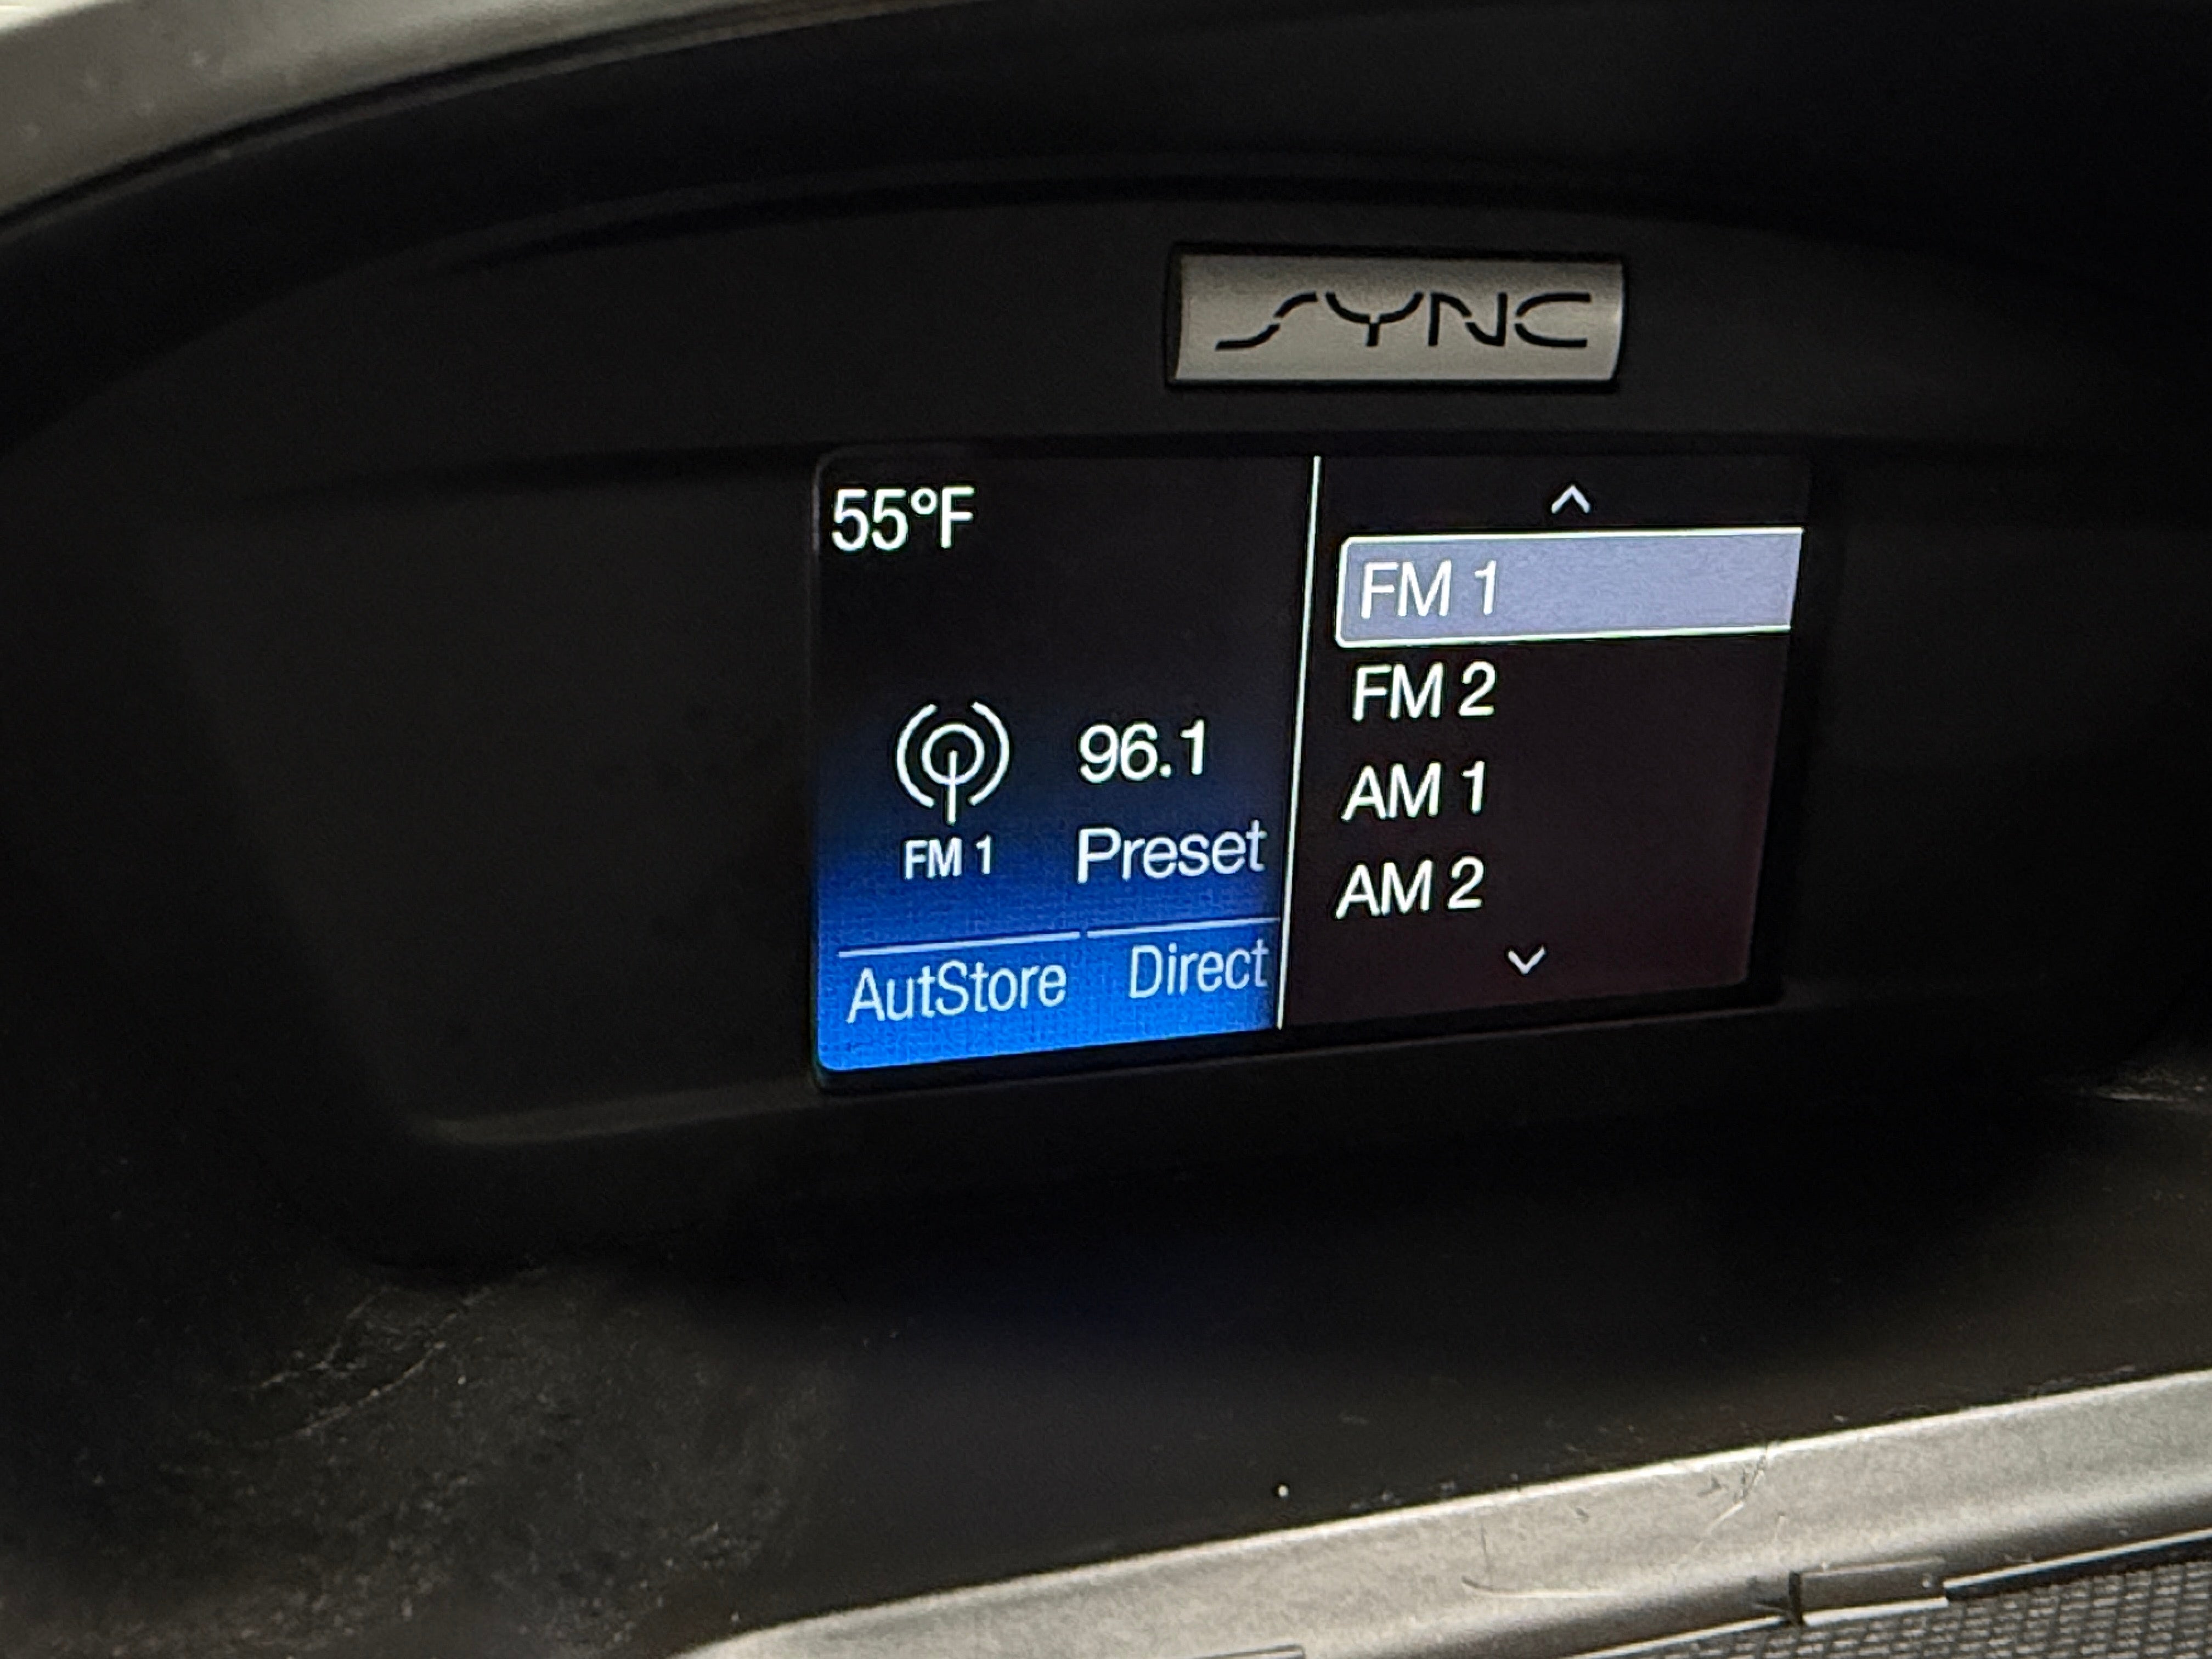 SYNC
55°F
96.1
FM 1
Preset
AutStore
Direct
FM 1
FM 2
AM 1
AM 2